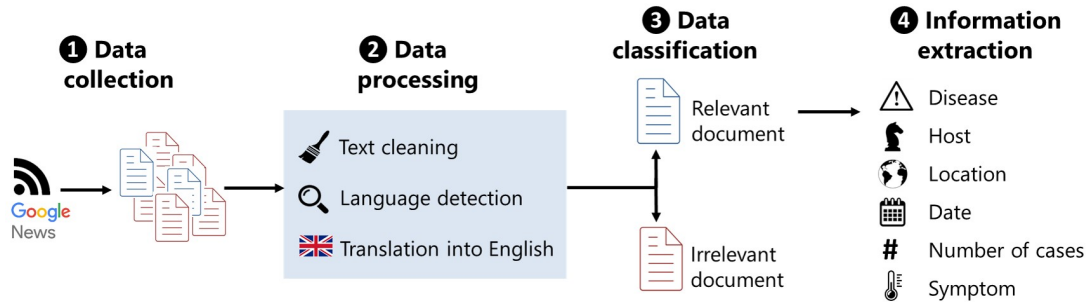 1 Data
collection
Google
News
2 Data
processing
Text cleaning
Language detection
Translation into English
3 Data
classification
Relevant
document
Irrelevant
document
4 Information
extraction
Disease
Host
Location
Date
# Number of cases
Symptom